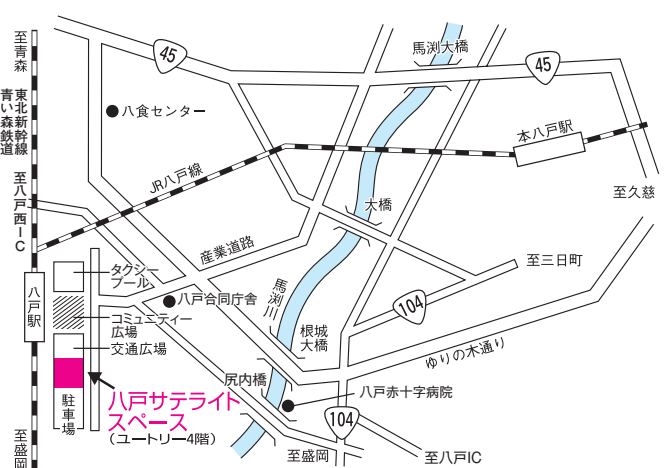 至青森
東北新幹線
青い森鉄道
至八戸西IC
八戸駅
至盛岡
45
馬渕大橋
45
八食センター
本八戸駅
JR八戸線
至久慈
大橋
産業道路
至三日町
タクシー
プール
馬渕川
八戸合同庁舎
104
コミュニティー
広場
根城
大橋
交通広場
ゆりの木通り
尻内橋
八戸赤十字病院
駐車場
八戸サテライト
スペース
(ユートリー4階)
104
至盛岡
至八戸IC